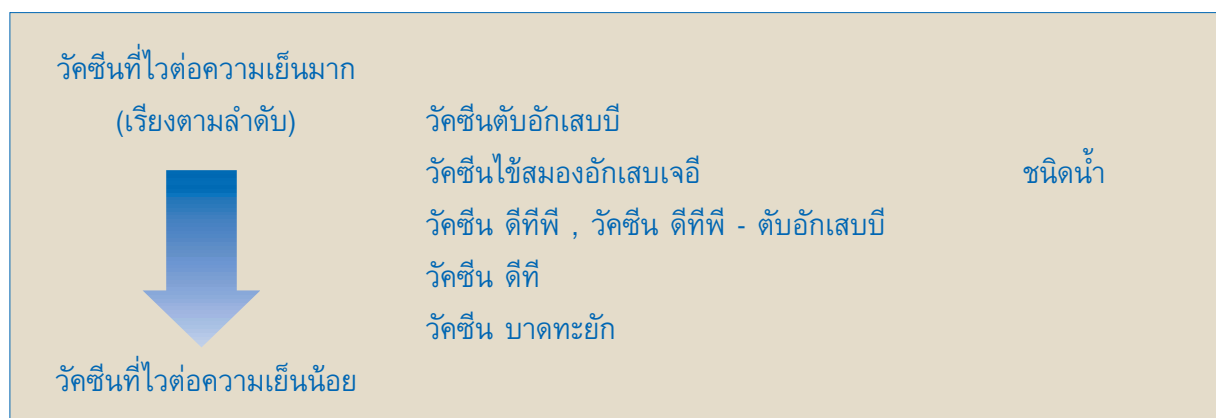 วัคซีนที่ไวต่อความเย็นมาก
(เรียงตามลำดับ) วัคซีนตับอักเสบบี
วัคซีนไข้สมองอักเสบเจอี ชนิดน้ำ
วัคซีน ดีทีพี , วัคซีน ดีทีพี - ตับอักเสบบี
วัคซีน ดีที
วัคซีน บาดทะยัก
วัคซีนที่ไวต่อความเย็นน้อย